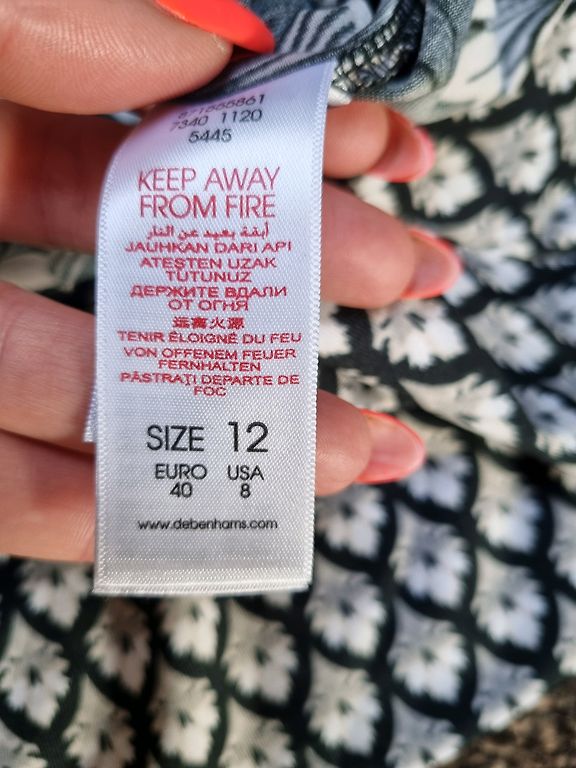 571555861
7340 1120
5445
KEEP AWAY
FROM FIRE
أبقه بعيد عن النار
JAUHKAN DARI API
ATEŞTEN UZAK
TUTUNUZ
ДЕРЖИТЕ ВДАЛИ
ОТ ОГНЯ
远离火源
TENIR ÉLOIGNÉ DU FEU
VON OFFENEM FEUER
FERNHALTEN
PĂSTRAȚI DEPARTE DE
FOC
SIZE 12
EURO USA
40 8
www.debenhams.com